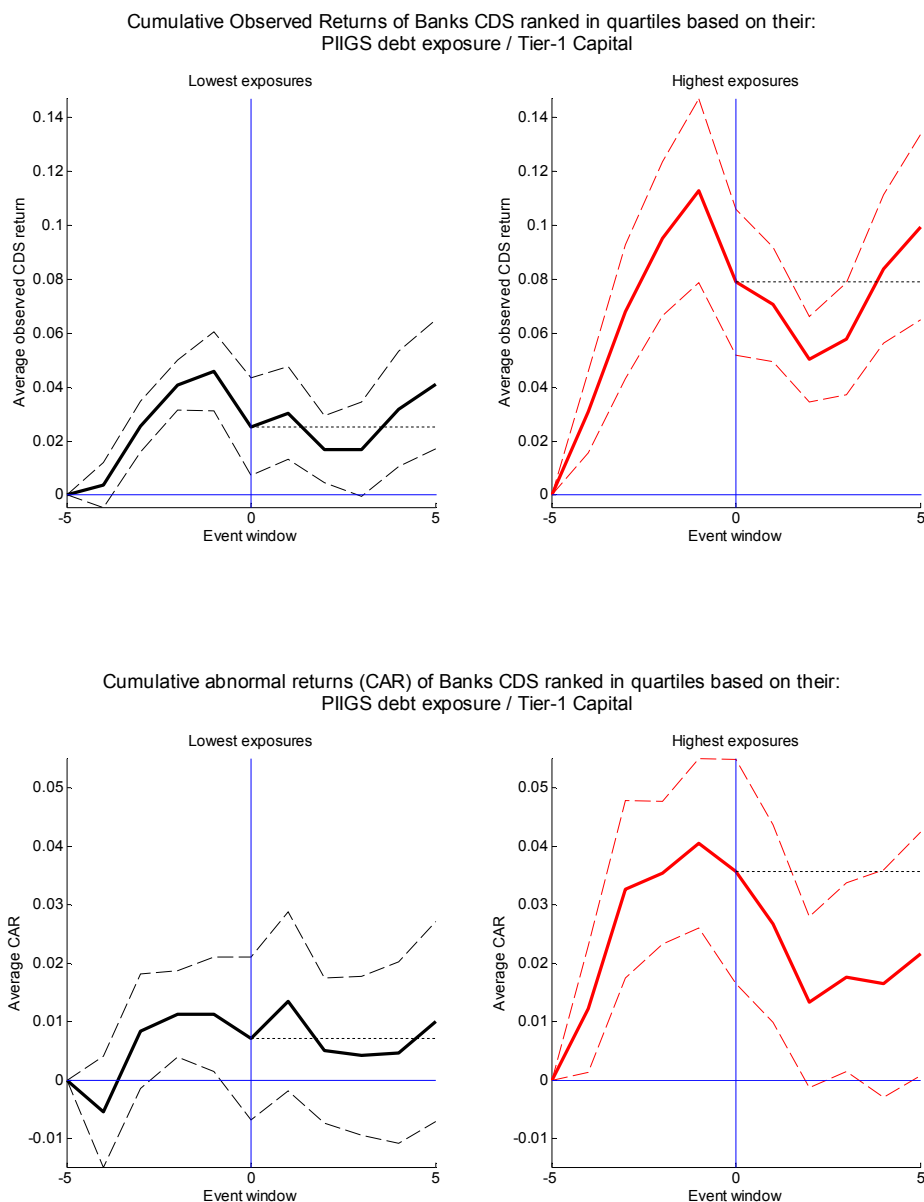 Cumulative Observed Returns of Banks CDS ranked in quartiles based on their:
PIIGS debt exposure / Tier-1 Capital
Lowest exposures
0.14
0.12
0.1
0.08
0.06
0.04
0.02
0
Average observed CDS return
-5
0
5
Event window
Highest exposures
0.14
0.12
0.1
0.08
0.06
0.04
0.02
0
Average observed CDS return
-5
0
5
Event window
Cumulative abnormal returns (CAR) of Banks CDS ranked in quartiles based on their:
PIIGS debt exposure / Tier-1 Capital
Lowest exposures
0.05
0.04
0.03
0.02
0.01
0
-0.01
Average CAR
-5
0
5
Event window
Highest exposures
0.05
0.04
0.03
0.02
0.01
0
-0.01
Average CAR
-5
0
5
Event window